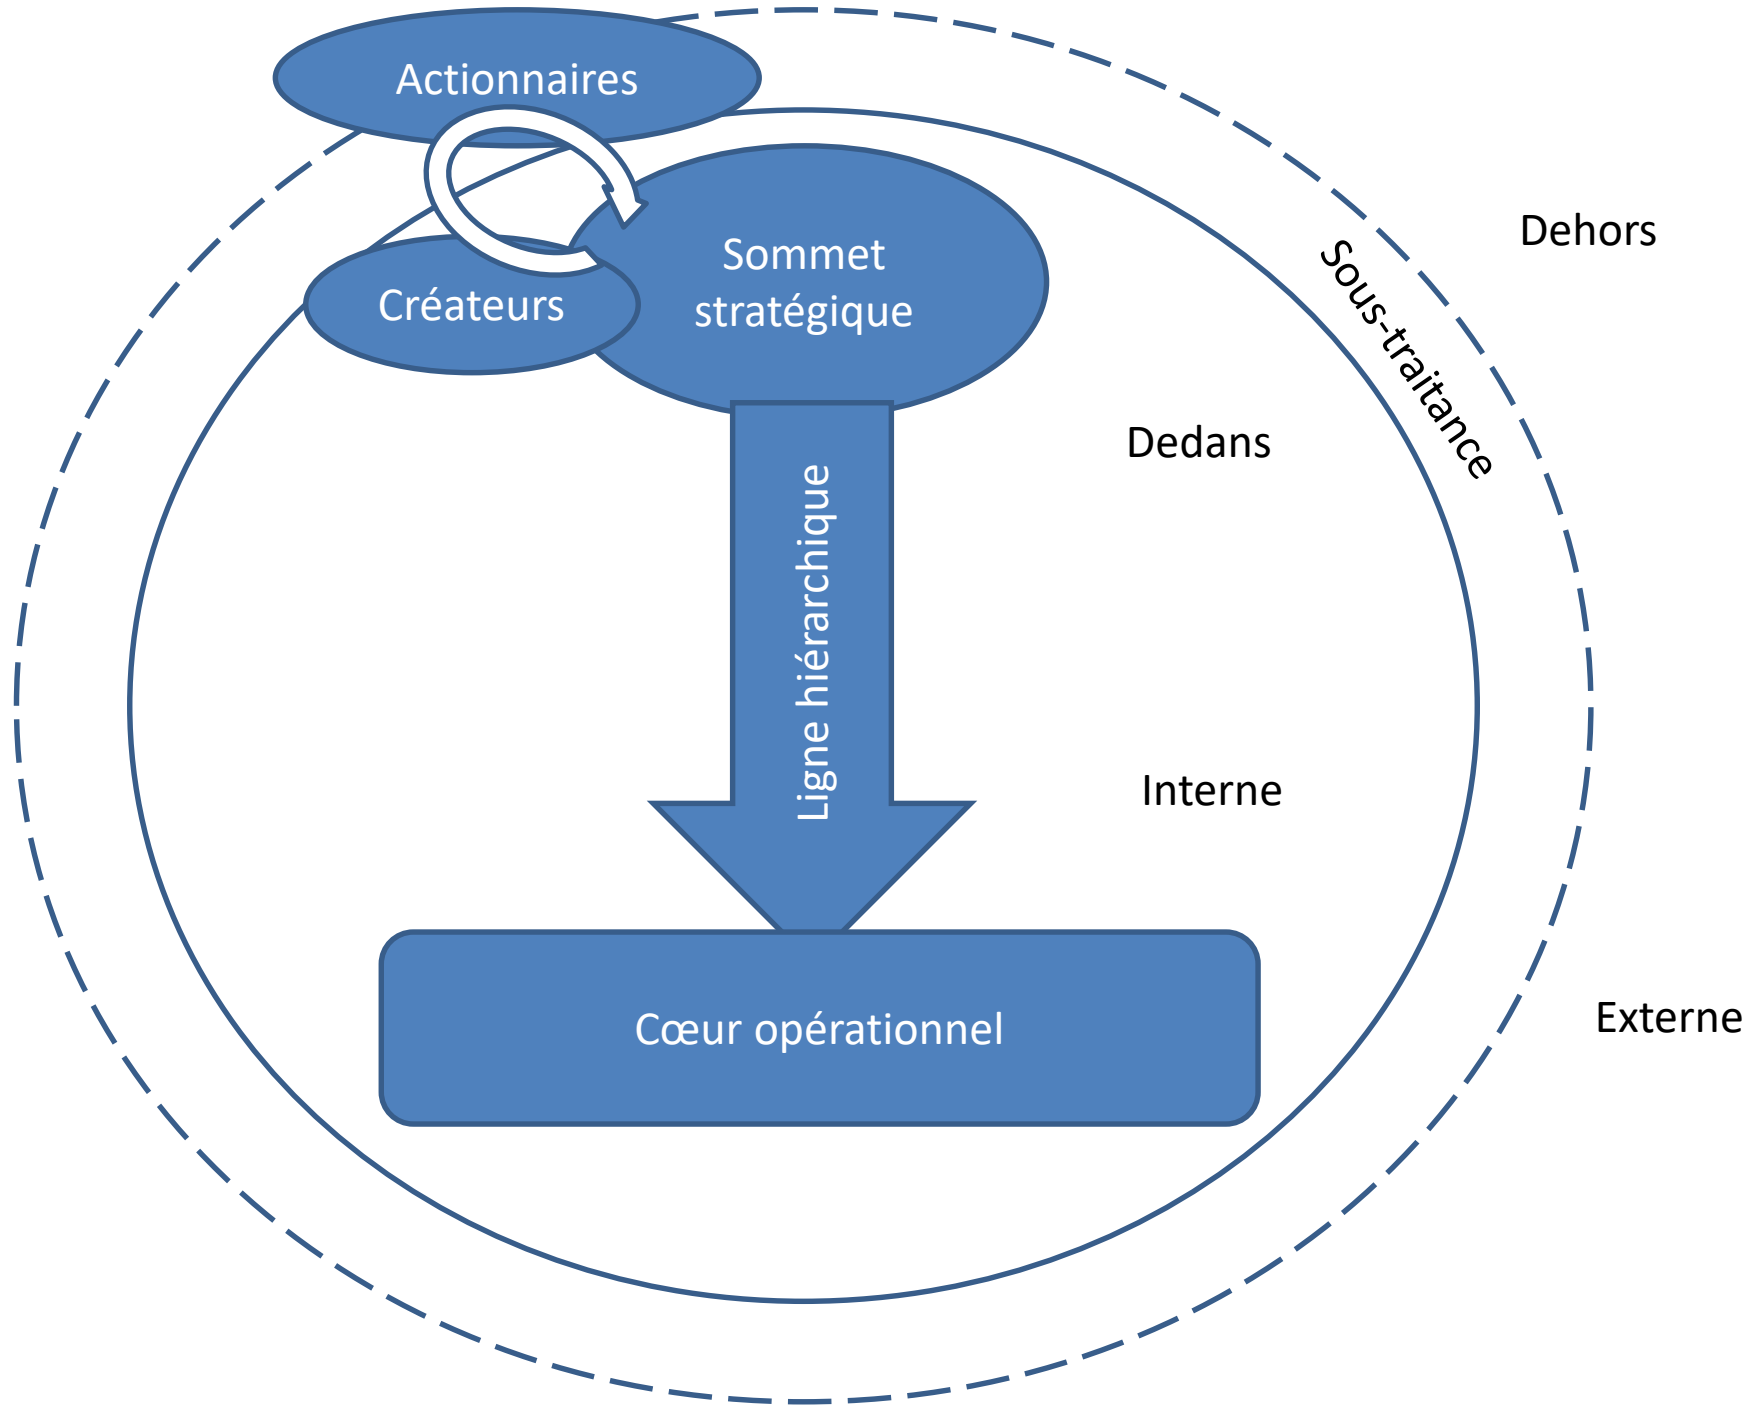 Actionnaires
Dehors
Sous-traitance
Sommet
stratégique
Créateurs
Dedans
Ligne hiérarchique
Interne
Externe
Cœur opérationnel